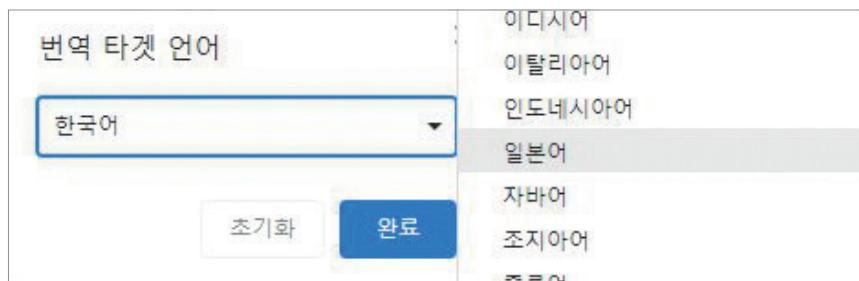 번역 타겟 언어
한국어
초기화
완료
이디시어
이탈리아어
인도네시아어
일본어
자바어
조지아어